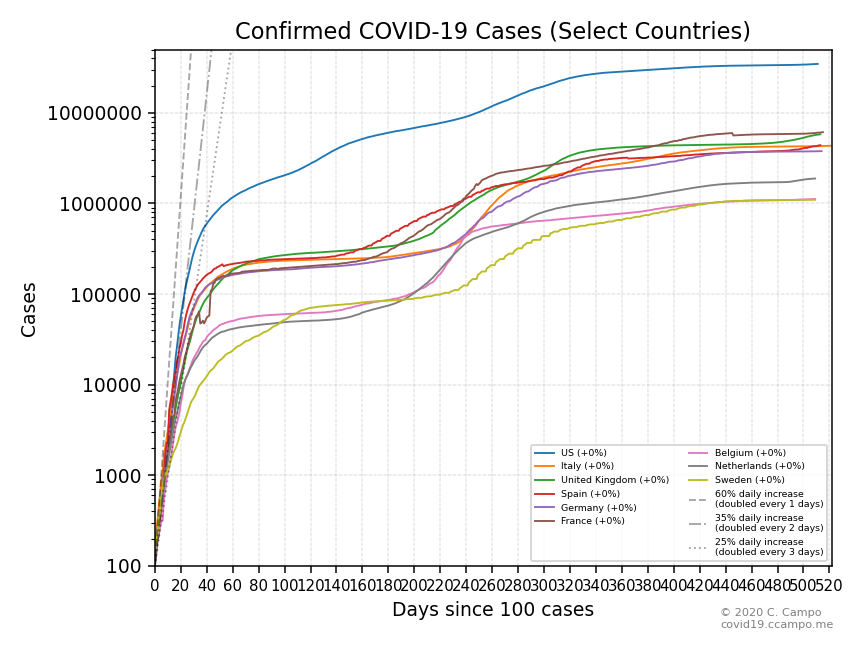 Confirmed COVID-19 Cases (Select Countries)
Cases
10000000
1000000
100000
10000
1000
100
0 20 40 60 80 100 120 140 160 180 200 220 240 260 280 300 320 340 360 380 400 420 440 460 480 500 520
Days since 100 cases
US (+0%)
Italy (+0%)
United Kingdom (+0%)
Spain (+0%)
Germany (+0%)
France (+0%)
Belgium (+0%)
Netherlands (+0%)
Sweden (+0%)
60% daily increase
(doubled every 1 days)
35% daily increase
(doubled every 2 days)
25% daily increase
(doubled every 3 days)
© 2020 C. Campo
covid19.ccampo.me